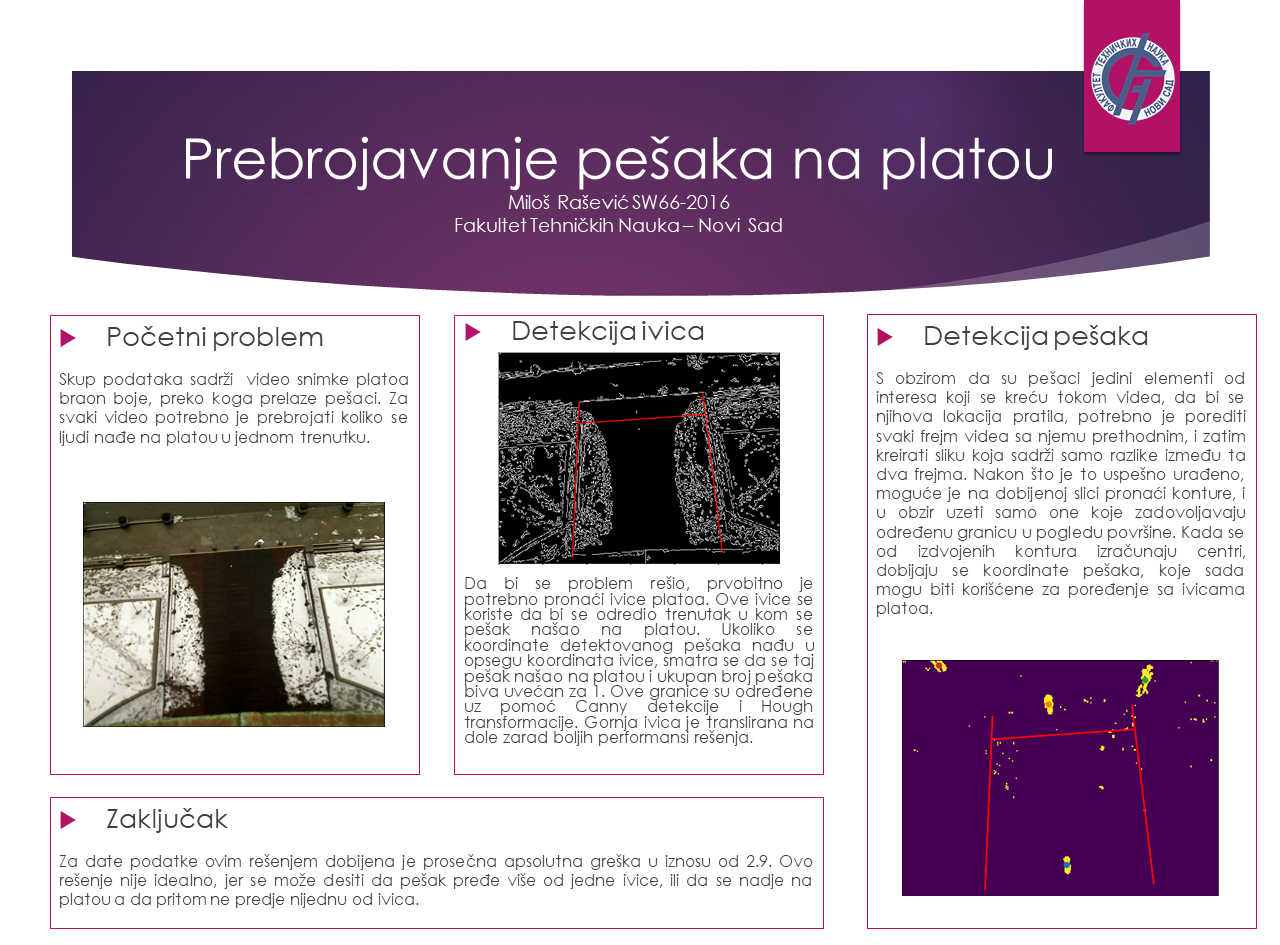 ФАКУЛТЕТ ТЕХНИЧКИХ НАУКА
НОВИ САД
Prebrojavanje pešaka na platou
Miloš Rašević SW66-2016
Fakultet Tehničkih Nauka – Novi Sad
Početni problem
Skup podataka sadrži video snimke platoa
braon boje, preko koga prelaze pešaci. Za
svaki video potrebno je prebrojati koliko se
ljudi nađe na platou u jednom trenutku.
Detekcija ivica
Da bi se problem rešio, prvobitno je
potrebno pronaći ivice platoa. Ove ivice se
koriste da bi se odredio trenutak u kom se
pešak našao na platou. Ukoliko se
koordinate detektovanog pešaka nađu u
opsegu koordinata ivice, smatra se da se taj
pešak našao na platou i ukupan broj pešaka
biva uvećan za 1. Ove granice su određene
uz pomoć Canny detekcije i Hough
transformacije. Gornja ivica je translirana na
dole zarad boljih performansi rešenja.
Detekcija pešaka
S obzirom da su pešaci jedini elementi od
interesa koji se kreću tokom videa, da bi se
njihova lokacija pratila, potrebno je porediti
svaki frejm videa sa njemu prethodnim, i zatim
kreirati sliku koja sadrži samo razlike između ta
dva frejma. Nakon što je to uspešno urađeno,
moguće je na dobijenoj slici pronaći konture, i
u obzir uzeti samo one koje zadovoljavaju
određenu granicu u pogledu površine. Kada se
od izdvojenih kontura izračunaju centri,
dobijaju se koordinate pešaka, koje sada
mogu biti korišćene za poređenje sa ivicama
platoa.
Zaključak
Za date podatke ovim rešenjem dobijena je prosečna apsolutna greška u iznosu od 2.9. Ovo
rešenje nije idealno, jer se može desiti da pešak pređe više od jedne ivice, ili da se nadje na
platou a da pritom ne predje nijednu od ivica.